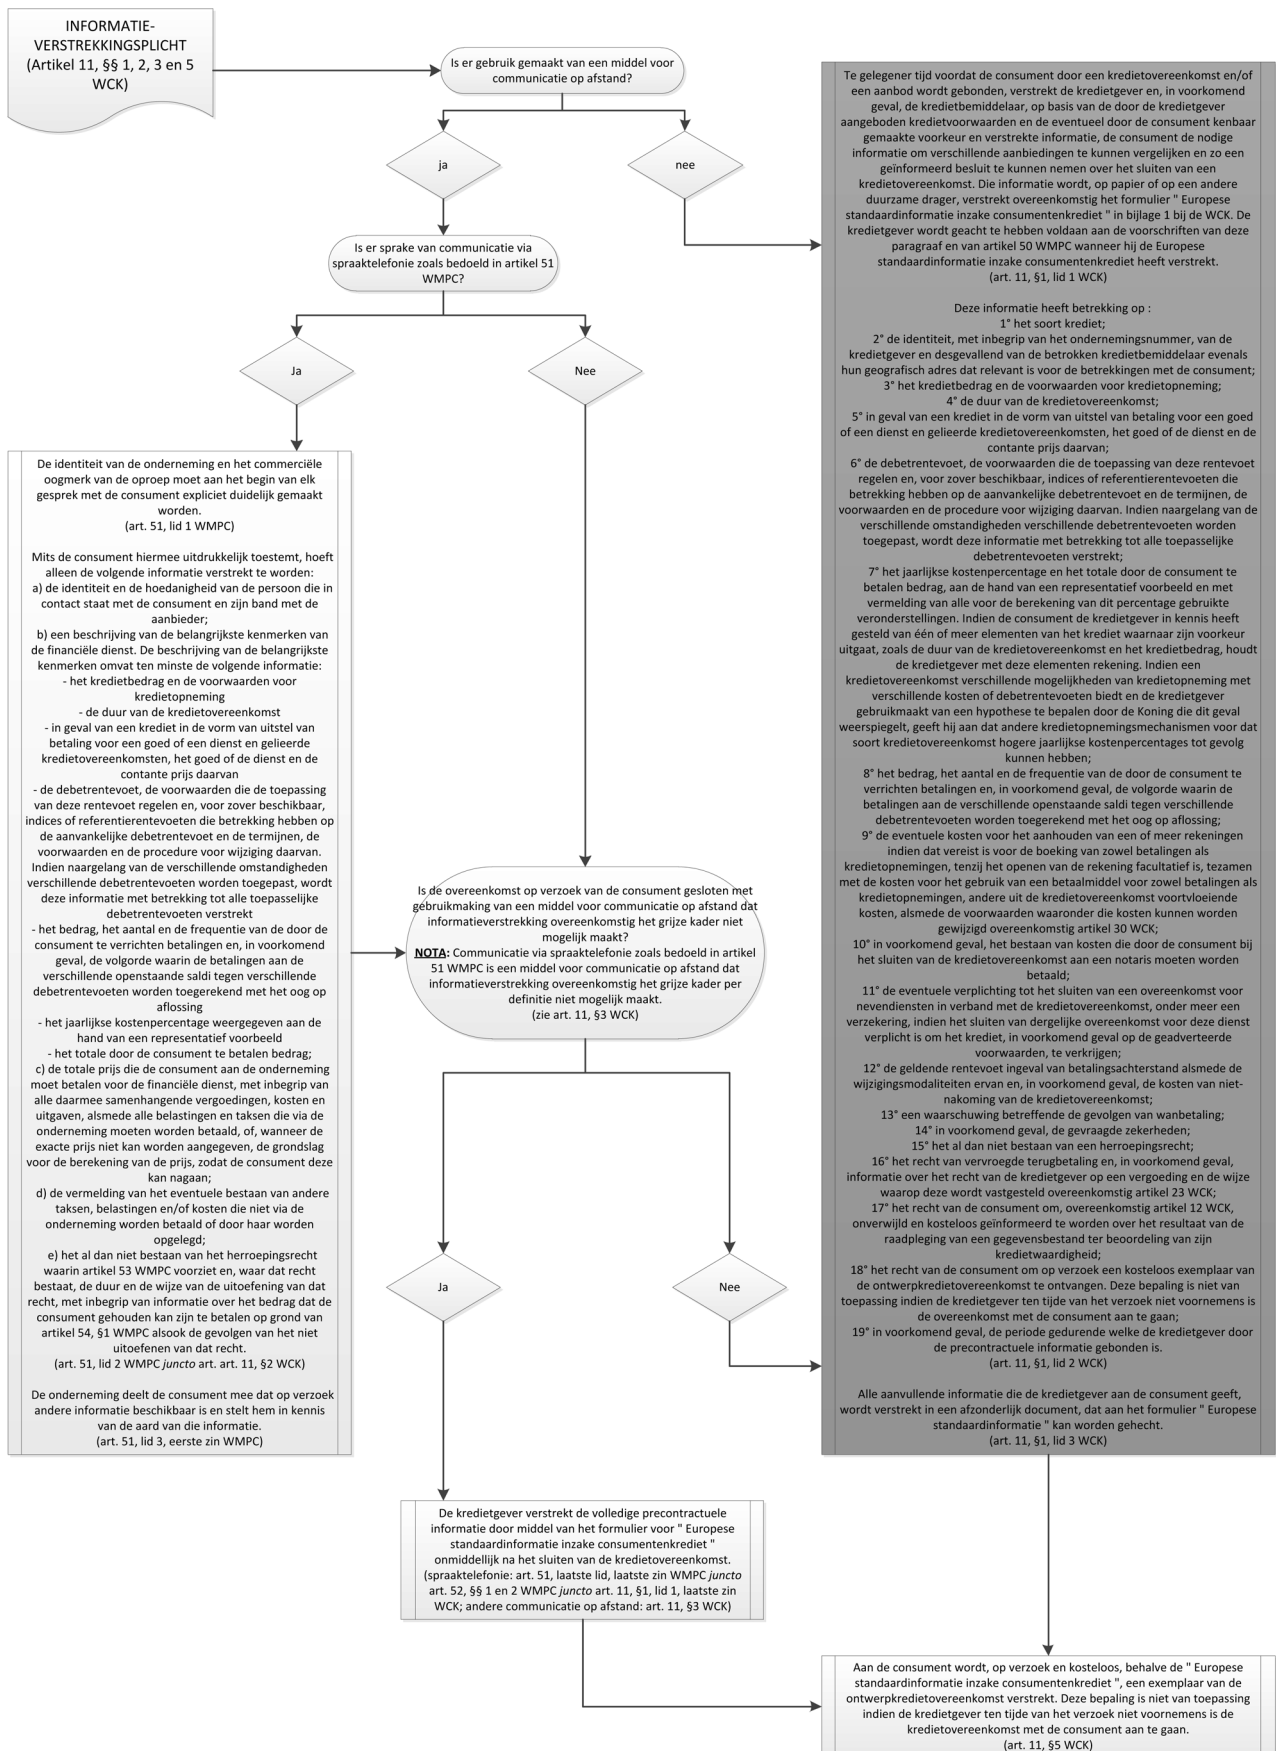 INFORMATIE-
VERSTREKKINGSPLICHT
(Artikel 11, §§ 1, 2, 3 en 5
WCK)
Is er gebruik gemaakt van een middel voor
communicatie op afstand?
ja
nee
Is er sprake van communicatie via
spraaktelefonie zoals bedoeld in artikel 51
WMPC?
Ja
Nee
De identiteit van de onderneming en het commerciële
oogmerk van de oproep moet aan het begin van elk
gesprek met de consument expliciet duidelijk gemaakt
worden.
(art. 51, lid 1 WMPC)
Mits de consument hiermee uitdrukkelijk toestemt, hoeft
alleen de volgende informatie verstrekt te worden:
a) de identiteit en de hoedanigheid van de persoon die in
contact staat met de consument en zijn band met de
aanbieder;
b) een beschrijving van de belangrijkste kenmerken van
de financiële dienst. De beschrijving van de belangrijkste
kenmerken omvat ten minste de volgende informatie:
- het kredietbedrag en de voorwaarden voor
kredietopneming
- de duur van de kredietovereenkomst
- in geval van een krediet in de vorm van uitstel van
betaling voor een goed of een dienst en gelieerde
kredietovereenkomsten, het goed of de dienst en de
contante prijs daarvan
- de debetrentevoet, de voorwaarden die de toepassing
van deze rentevoet regelen en, voor zover beschikbaar,
indices of referentierentevoeten die betrekking hebben op
de aanvankelijke debetrentevoet en de termijnen, de
voorwaarden en de procedure voor wijziging daarvan.
Indien naargelang van de verschillende omstandigheden
verschillende debetrentevoeten worden toegepast, wordt
deze informatie met betrekking tot alle toepasselijke
debetrentevoeten verstrekt
- het bedrag, het aantal en de frequentie van de door de
consument te verrichten betalingen en, in voorkomend
geval, de volgorde waarin de betalingen aan de
verschillende openstaande saldi tegen verschillende
debetrentevoeten worden toegerekend met het oog op
aflossing
- het jaarlijkse kostenpercentage weergegeven aan de
hand van een representatief voorbeeld
- het totale door de consument te betalen bedrag;
c) de totale prijs die de consument aan de onderneming
moet betalen voor de financiële dienst, met inbegrip van
alle daarmee samenhangende vergoedingen, kosten en
uitgaven, alsmede alle belastingen en taksen die via de
onderneming moeten worden betaald, of, wanneer de
exacte prijs niet kan worden aangegeven, de grondslag
voor de berekening van de prijs, zodat de consument deze
kan nagaan;
d) de vermelding van het eventuele bestaan van andere
taksen, belastingen en/of kosten die niet via de
onderneming worden betaald of door haar worden
opgelegd;
e) het al dan niet bestaan van het herroepingsrecht
waarin artikel 53 WMPC voorziet en, waar dat recht
bestaat, de duur en de wijze van de uitoefening van dat
recht, met inbegrip van informatie over het bedrag dat de
consument gehouden kan zijn te betalen op grond van
artikel 54, §1 WMPC alsook de gevolgen van het niet
uitoefenen van dat recht.
(art. 51, lid 2 WMPC juncto art. art. 11, §2 WCK)
De onderneming deelt de consument mee dat op verzoek
andere informatie beschikbaar is en stelt hem in kennis
van de aard van die informatie.
(art. 51, lid 3, eerste zin WMPC)
Is de overeenkomst op verzoek van de consument gesloten met
gebruikmaking van een middel voor communicatie op afstand dat
informatieverstrekking overeenkomstig het grijze kader niet
mogelijk maakt?
NOTA: Communicatie via spraaktelefonie zoals bedoeld in artikel
51 WMPC is een middel voor communicatie op afstand dat
informatieverstrekking overeenkomstig het grijze kader per
definitie niet mogelijk maakt.
(zie art. 11, §3 WCK)
Ja
Nee
De kredietgever verstrekt de volledige precontractuele
informatie door middel van het formulier voor " Europese
standaardinformatie inzake consumentenkrediet "
onmiddellijk na het sluiten van de kredietovereenkomst.
(spraaktelefonie: art. 51, laatste lid, laatste zin WMPC juncto
art. 52, §§ 1 en 2 WMPC juncto art. 11, §1, lid 1, laatste zin
WCK; andere communicatie op afstand: art. 11, §3 WCK)
Te gelegener tijd voordat de consument door een kredietovereenkomst en/of
een aanbod wordt gebonden, verstrekt de kredietgever en, in voorkomend
geval, de kredietbemiddelaar, op basis van de door de kredietgever
aangeboden kredietvoorwaarden en de eventueel door de consument kenbaar
gemaakte voorkeur en verstrekte informatie, de consument de nodige
informatie om verschillende aanbiedingen te kunnen vergelijken en zo een
geïnformeerd besluit te kunnen nemen over het sluiten van een
kredietovereenkomst. Die informatie wordt, op papier of op een andere
duurzame drager, verstrekt overeenkomstig het formulier " Europese
standaardinformatie inzake consumentenkrediet " in bijlage 1 bij de WCK. De
kredietgever wordt geacht te hebben voldaan aan de voorschriften van deze
paragraaf en van artikel 50 WMPC wanneer hij de Europese
standaardinformatie inzake consumentenkrediet heeft verstrekt.
(art. 11, §1, lid 1 WCK)
Deze informatie heeft betrekking op :
1° het soort krediet;
2° de identiteit, met inbegrip van het ondernemingsnummer, van de
kredietgever en desgevallend van de betrokken kredietbemiddelaar evenals
hun geografisch adres dat relevant is voor de betrekkingen met de consument;
3° het kredietbedrag en de voorwaarden voor kredietopneming;
4° de duur van de kredietovereenkomst;
5° in geval van een krediet in de vorm van uitstel van betaling voor een goed
of een dienst en gelieerde kredietovereenkomsten, het goed of de dienst en de
contante prijs daarvan;
6° de debetrentevoet, de voorwaarden die de toepassing van deze rentevoet
regelen en, voor zover beschikbaar, indices of referentierentevoeten die
betrekking hebben op de aanvankelijke debetrentevoet en de termijnen, de
voorwaarden en de procedure voor wijziging daarvan. Indien naargelang van de
verschillende omstandigheden verschillende debetrentevoeten worden
toegepast, wordt deze informatie met betrekking tot alle toepasselijke
debetrentevoeten verstrekt;
7° het jaarlijkse kostenpercentage en het totale door de consument te
betalen bedrag, aan de hand van een representatief voorbeeld en met
vermelding van alle voor de berekening van dit percentage gebruikte
veronderstellingen. Indien de consument de kredietgever in kennis heeft
gesteld van één of meer elementen van het krediet waarnaar zijn voorkeur
uitgaat, zoals de duur van de kredietovereenkomst en het kredietbedrag, houdt
de kredietgever met deze elementen rekening. Indien een
kredietovereenkomst verschillende mogelijkheden van kredietopneming met
verschillende kosten of debetrentevoeten biedt en de kredietgever
gebruikmaakt van een hypothese te bepalen door de Koning die dit geval
weerspiegelt, geeft hij aan dat andere kredietopnemingsmechanismen voor dat
soort kredietovereenkomst hogere jaarlijkse kostenpercentages tot gevolg
kunnen hebben;
8° het bedrag, het aantal en de frequentie van de door de consument te
verrichten betalingen en, in voorkomend geval, de volgorde waarin de
betalingen aan de verschillende openstaande saldi tegen verschillende
debetrentevoeten worden toegerekend met het oog op aflossing;
9° de eventuele kosten voor het aanhouden van een of meer rekeningen
indien dat vereist is voor de boeking van zowel betalingen als
kredietopnemingen, tenzij het openen van de rekening facultatief is, tezamen
met de kosten voor het gebruik van een betaalmiddel voor zowel betalingen als
kredietopnemingen, andere uit de kredietovereenkomst voortvloeiende
kosten, alsmede de voorwaarden waaronder die kosten kunnen worden
gewijzigd overeenkomstig artikel 30 WCK;
10° in voorkomend geval, het bestaan van kosten die door de consument bij
het sluiten van de kredietovereenkomst aan een notaris moeten worden
betaald;
11° de eventuele verplichting tot het sluiten van een overeenkomst voor
nevendiensten in verband met de kredietovereenkomst, onder meer een
verzekering, indien het sluiten van dergelijke overeenkomst voor deze dienst
verplicht is om het krediet, in voorkomend geval op de geadverteerde
voorwaarden, te verkrijgen;
12° de geldende rentevoet ingeval van betalingsachterstand alsmede de
wijzigingsmodaliteiten ervan en, in voorkomend geval, de kosten van niet-
nakoming van de kredietovereenkomst;
13° een waarschuwing betreffende de gevolgen van wanbetaling;
14° in voorkomend geval, de gevraagde zekerheden;
15° het al dan niet bestaan van een herroepingsrecht;
16° het recht van vervroegde terugbetaling en, in voorkomend geval,
informatie over het recht van de kredietgever op een vergoeding en de wijze
waarop deze wordt vastgesteld overeenkomstig artikel 23 WCK;
17° het recht van de consument om, overeenkomstig artikel 12 WCK,
onverwijld en kosteloos geïnformeerd te worden over het resultaat van de
raadpleging van een gegevensbestand ter beoordeling van zijn
kredietwaardigheid;
18° het recht van de consument om op verzoek een kosteloos exemplaar van
de ontwerpkredietovereenkomst te ontvangen. Deze bepaling is niet van
toepassing indien de kredietgever ten tijde van het verzoek niet voornemens is
de overeenkomst met de consument aan te gaan;
19° in voorkomend geval, de periode gedurende welke de kredietgever door
de precontractuele informatie gebonden is.
(art. 11, §1, lid 2 WCK)
Alle aanvullende informatie die de kredietgever aan de consument geeft,
wordt verstrekt in een afzonderlijk document, dat aan het formulier " Europese
standaardinformatie " kan worden gehecht.
(art. 11, §1, lid 3 WCK)
Aan de consument wordt, op verzoek en kosteloos, behalve de " Europese
standaardinformatie inzake consumentenkrediet ", een exemplaar van de
ontwerpkredietovereenkomst verstrekt. Deze bepaling is niet van toepassing
indien de kredietgever ten tijde van het verzoek niet voornemens is de
kredietovereenkomst met de consument aan te gaan.
(art. 11, §5 WCK)